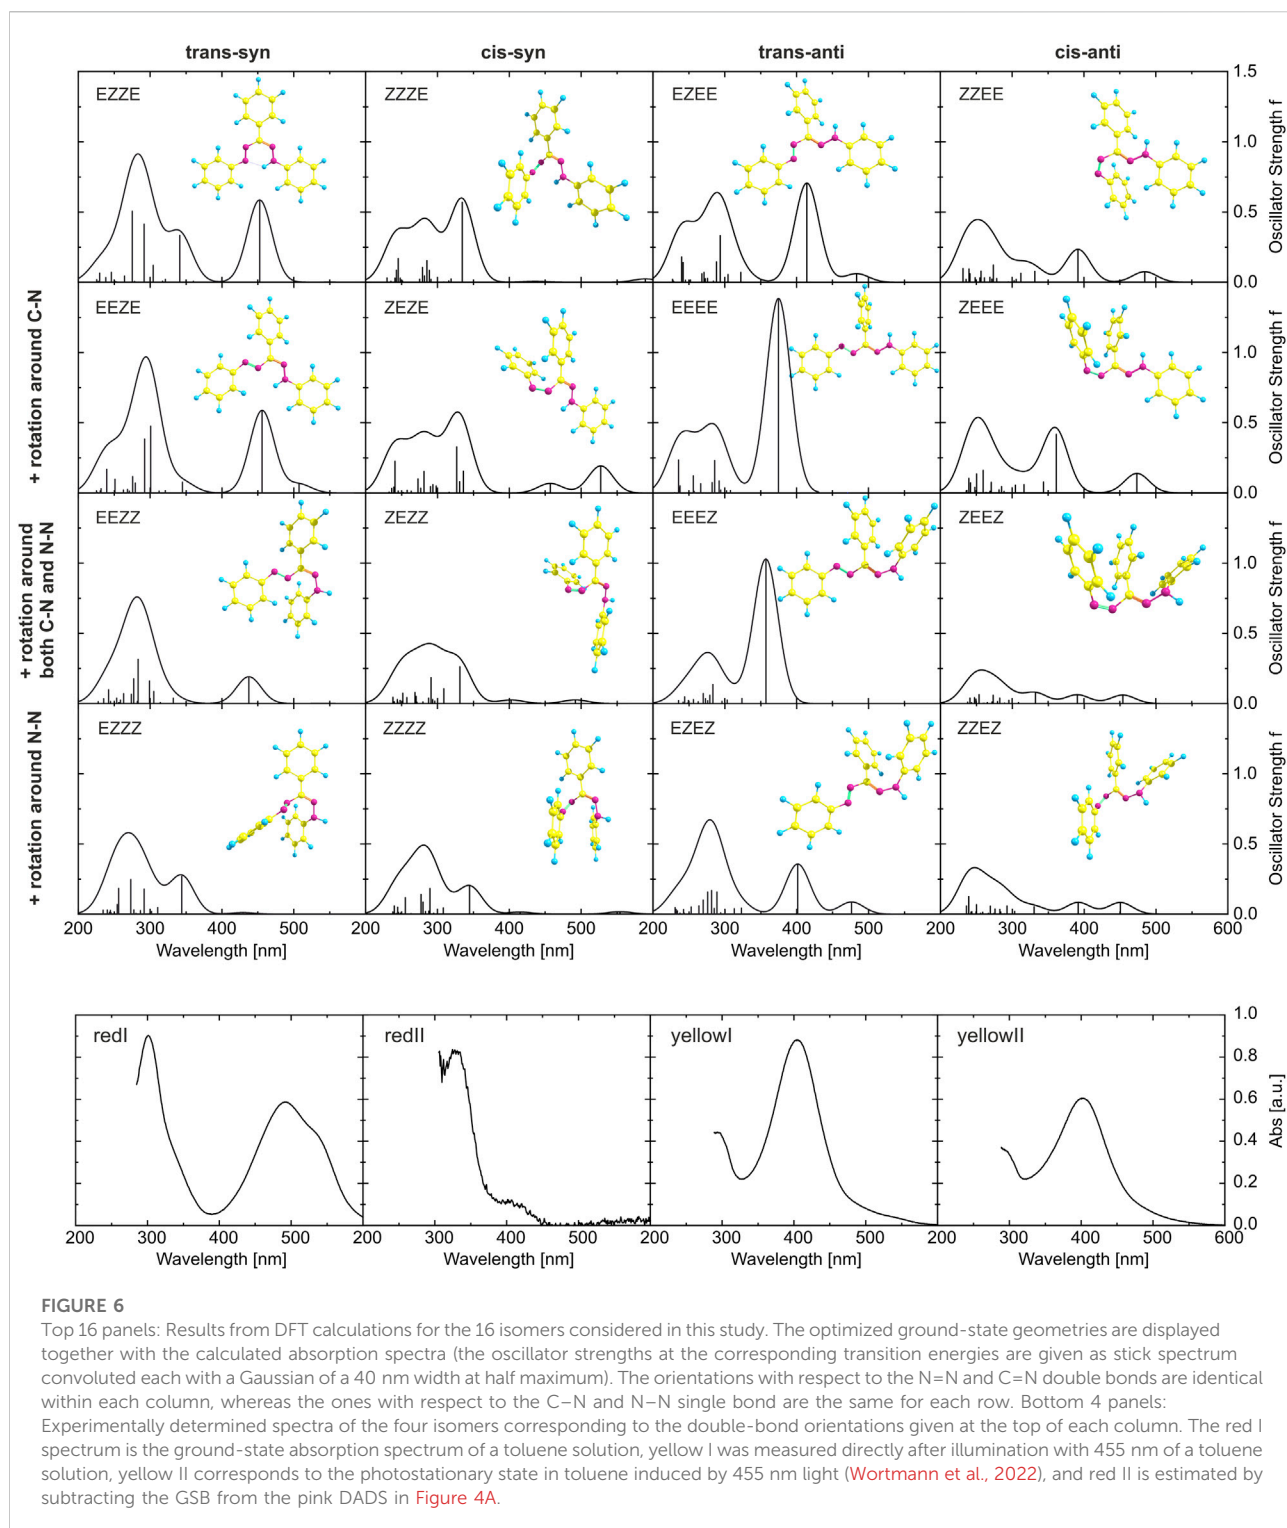 trans-syn cis-syn trans-anti cis-anti
EZZE ZZZE EZEE ZZEE
1.5
1.0
0.5
0.0
Oscillator Strength f
+ rotation around C-N
EEZE ZEZE EEEE ZEEE
1.0
0.5
0.0
Oscillator Strength f
+ rotation around
both C-N and N-N
EEZZ ZEZZ EEEZ ZEEZ
1.0
0.5
0.0
Oscillator Strength f
+ rotation around N-N
EZZZ ZZZZ EZEZ ZZEZ
1.0
0.5
0.0
Oscillator Strength f
200 300 400 500 200 300 400 500 200 300 400 500 200 300 400 500 600
Wavelength [nm] Wavelength [nm] Wavelength [nm] Wavelength [nm]
redI redII yellowI yellowII
1.0
0.8
0.6
0.4
0.2
0.0
Abs [a.u.]
200 300 400 500 200 300 400 500 200 300 400 500 200 300 400 500 600
Wavelength [nm] Wavelength [nm] Wavelength [nm] Wavelength [nm]
FIGURE 6
Top 16 panels: Results from DFT calculations for the 16 isomers considered in this study. The optimized ground-state geometries are displayed
together with the calculated absorption spectra (the oscillator strengths at the corresponding transition energies are given as stick spectrum
convoluted each with a Gaussian of a 40 nm width at half maximum). The orientations with respect to the N=N and C=N double bonds are identical
within each column, whereas the ones with respect to the C–N and N–N single bond are the same for each row. Bottom 4 panels:
Experimentally determined spectra of the four isomers corresponding to the double-bond orientations given at the top of each column. The red I
spectrum is the ground-state absorption spectrum of a toluene solution, yellow I was measured directly after illumination with 455 nm of a toluene
solution, yellow II corresponds to the photostationary state in toluene induced by 455 nm light (Wortmann et al., 2022), and red II is estimated by
subtracting the GSB from the pink DADS in Figure 4A.